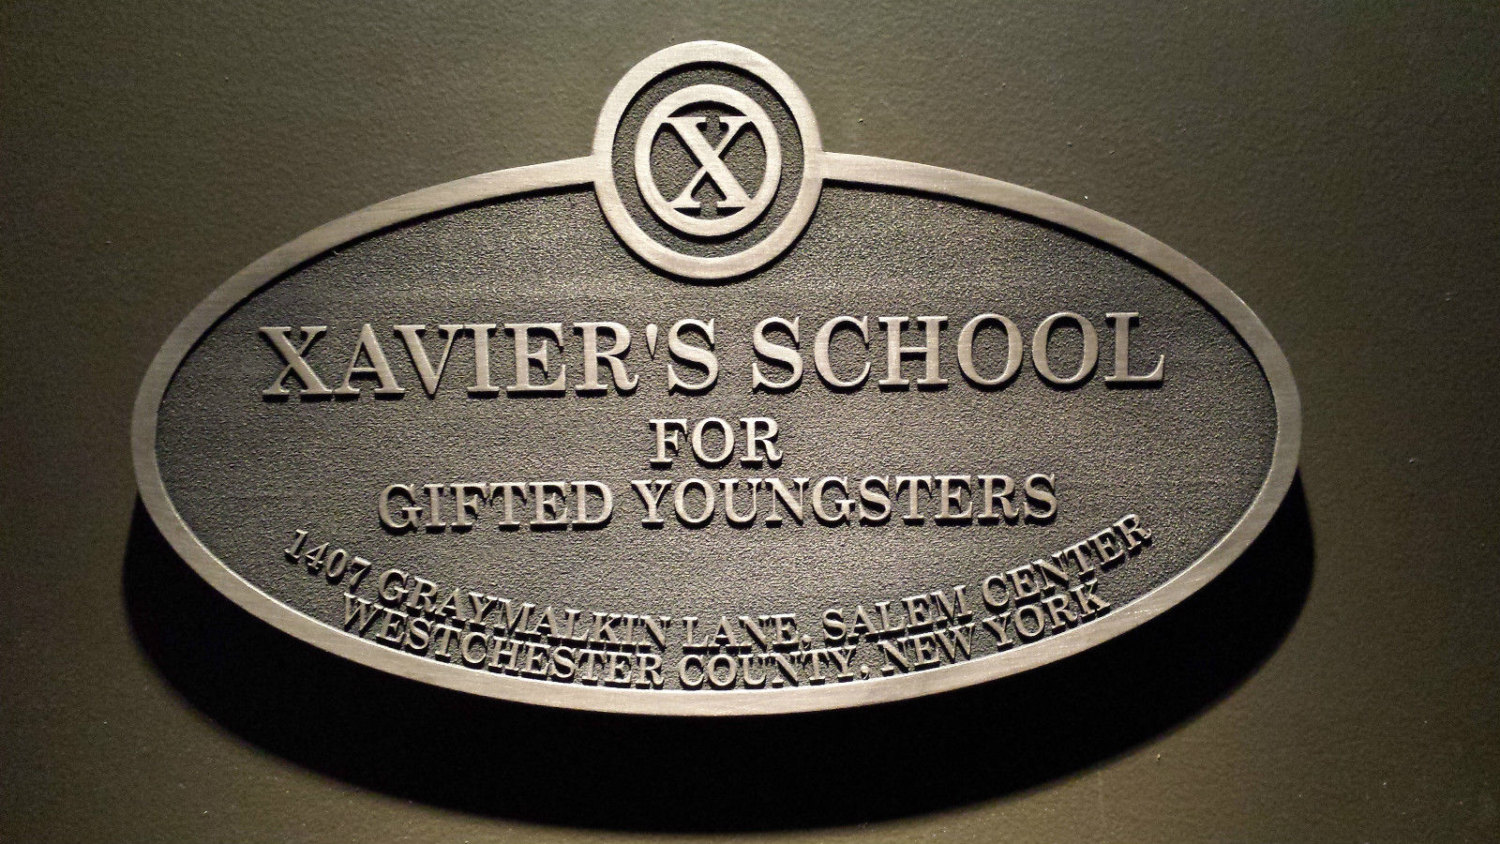 X
XAVIER'S SCHOOL
FOR
GIFTED YOUNGSTERS
1407 GRAYMALKIN LANE, SALEM CENTER
WESTCHESTER COUNTY, NEW YORK